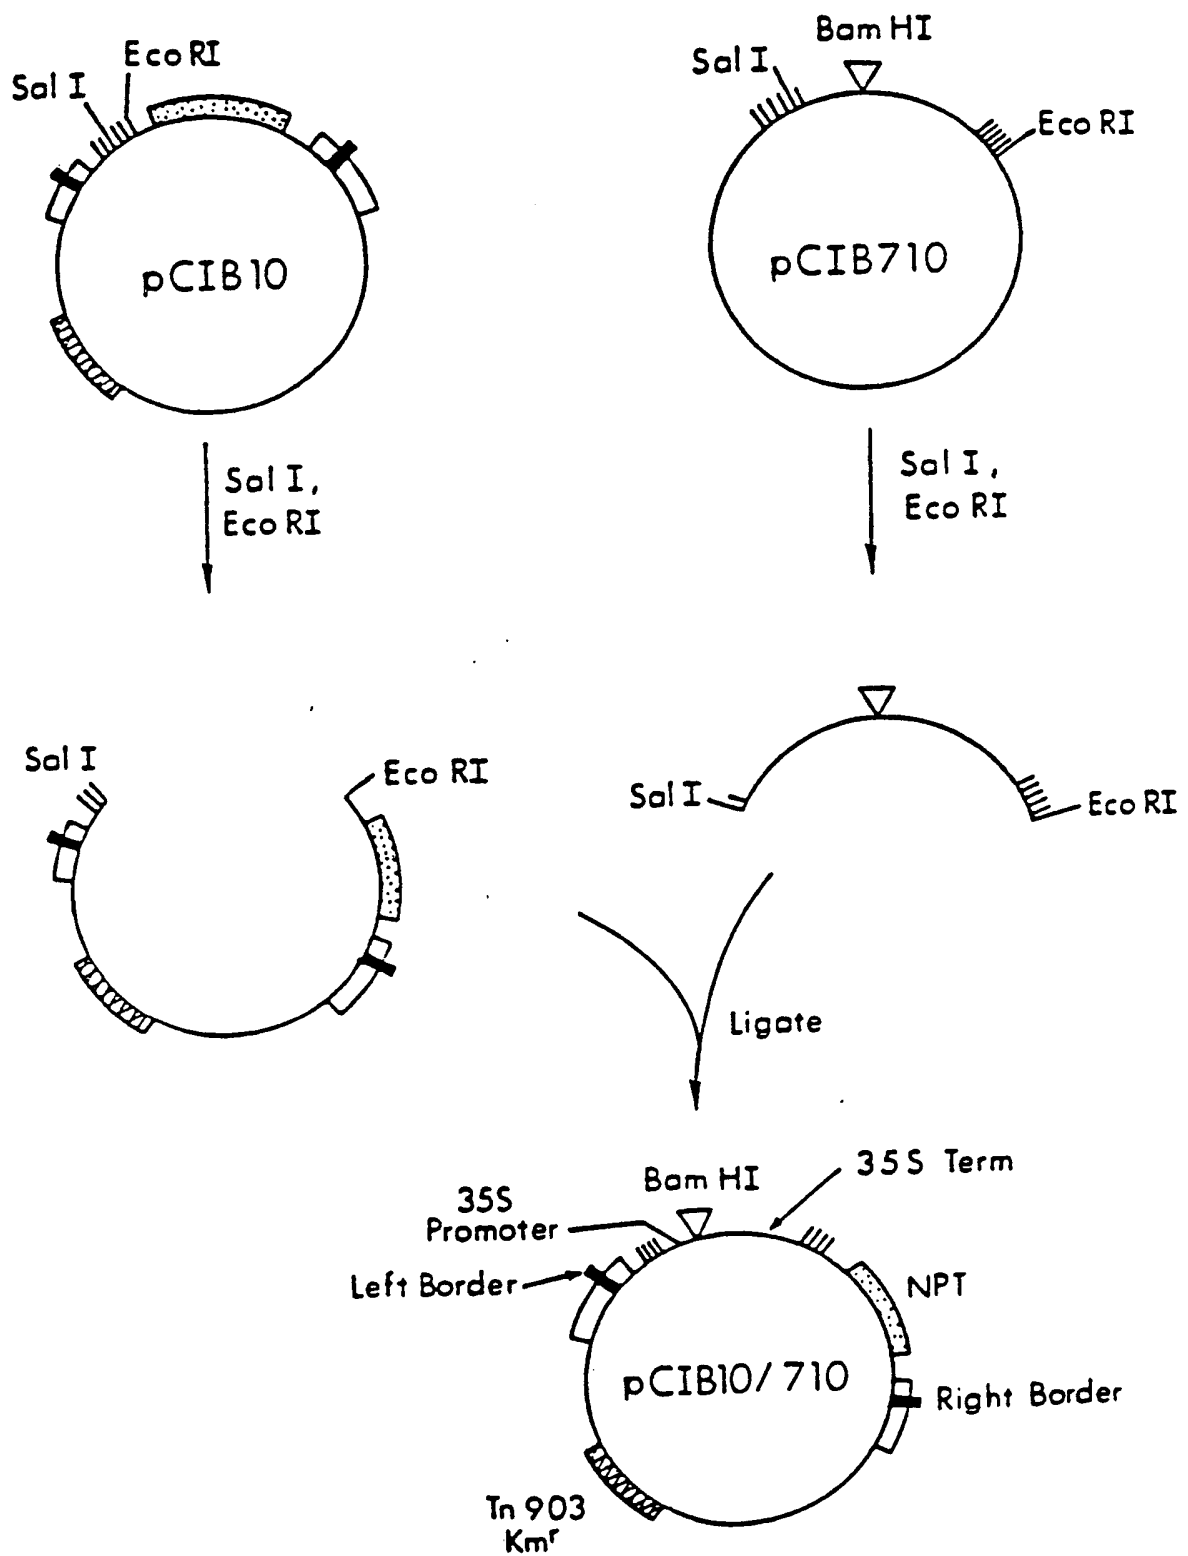 Eco RI
Sal I
pCIB10
Bam HI
Sal I
Eco RI
pCIB710
Sal I,
Eco RI
Sal I,
Eco RI
Sal I
Eco RI
Sal I
Eco RI
Ligate
Bam HI
35S Term
35S
Promoter
Left Border
NPT
pCIB10/710
Right Border
Tn 903
Kmʳ